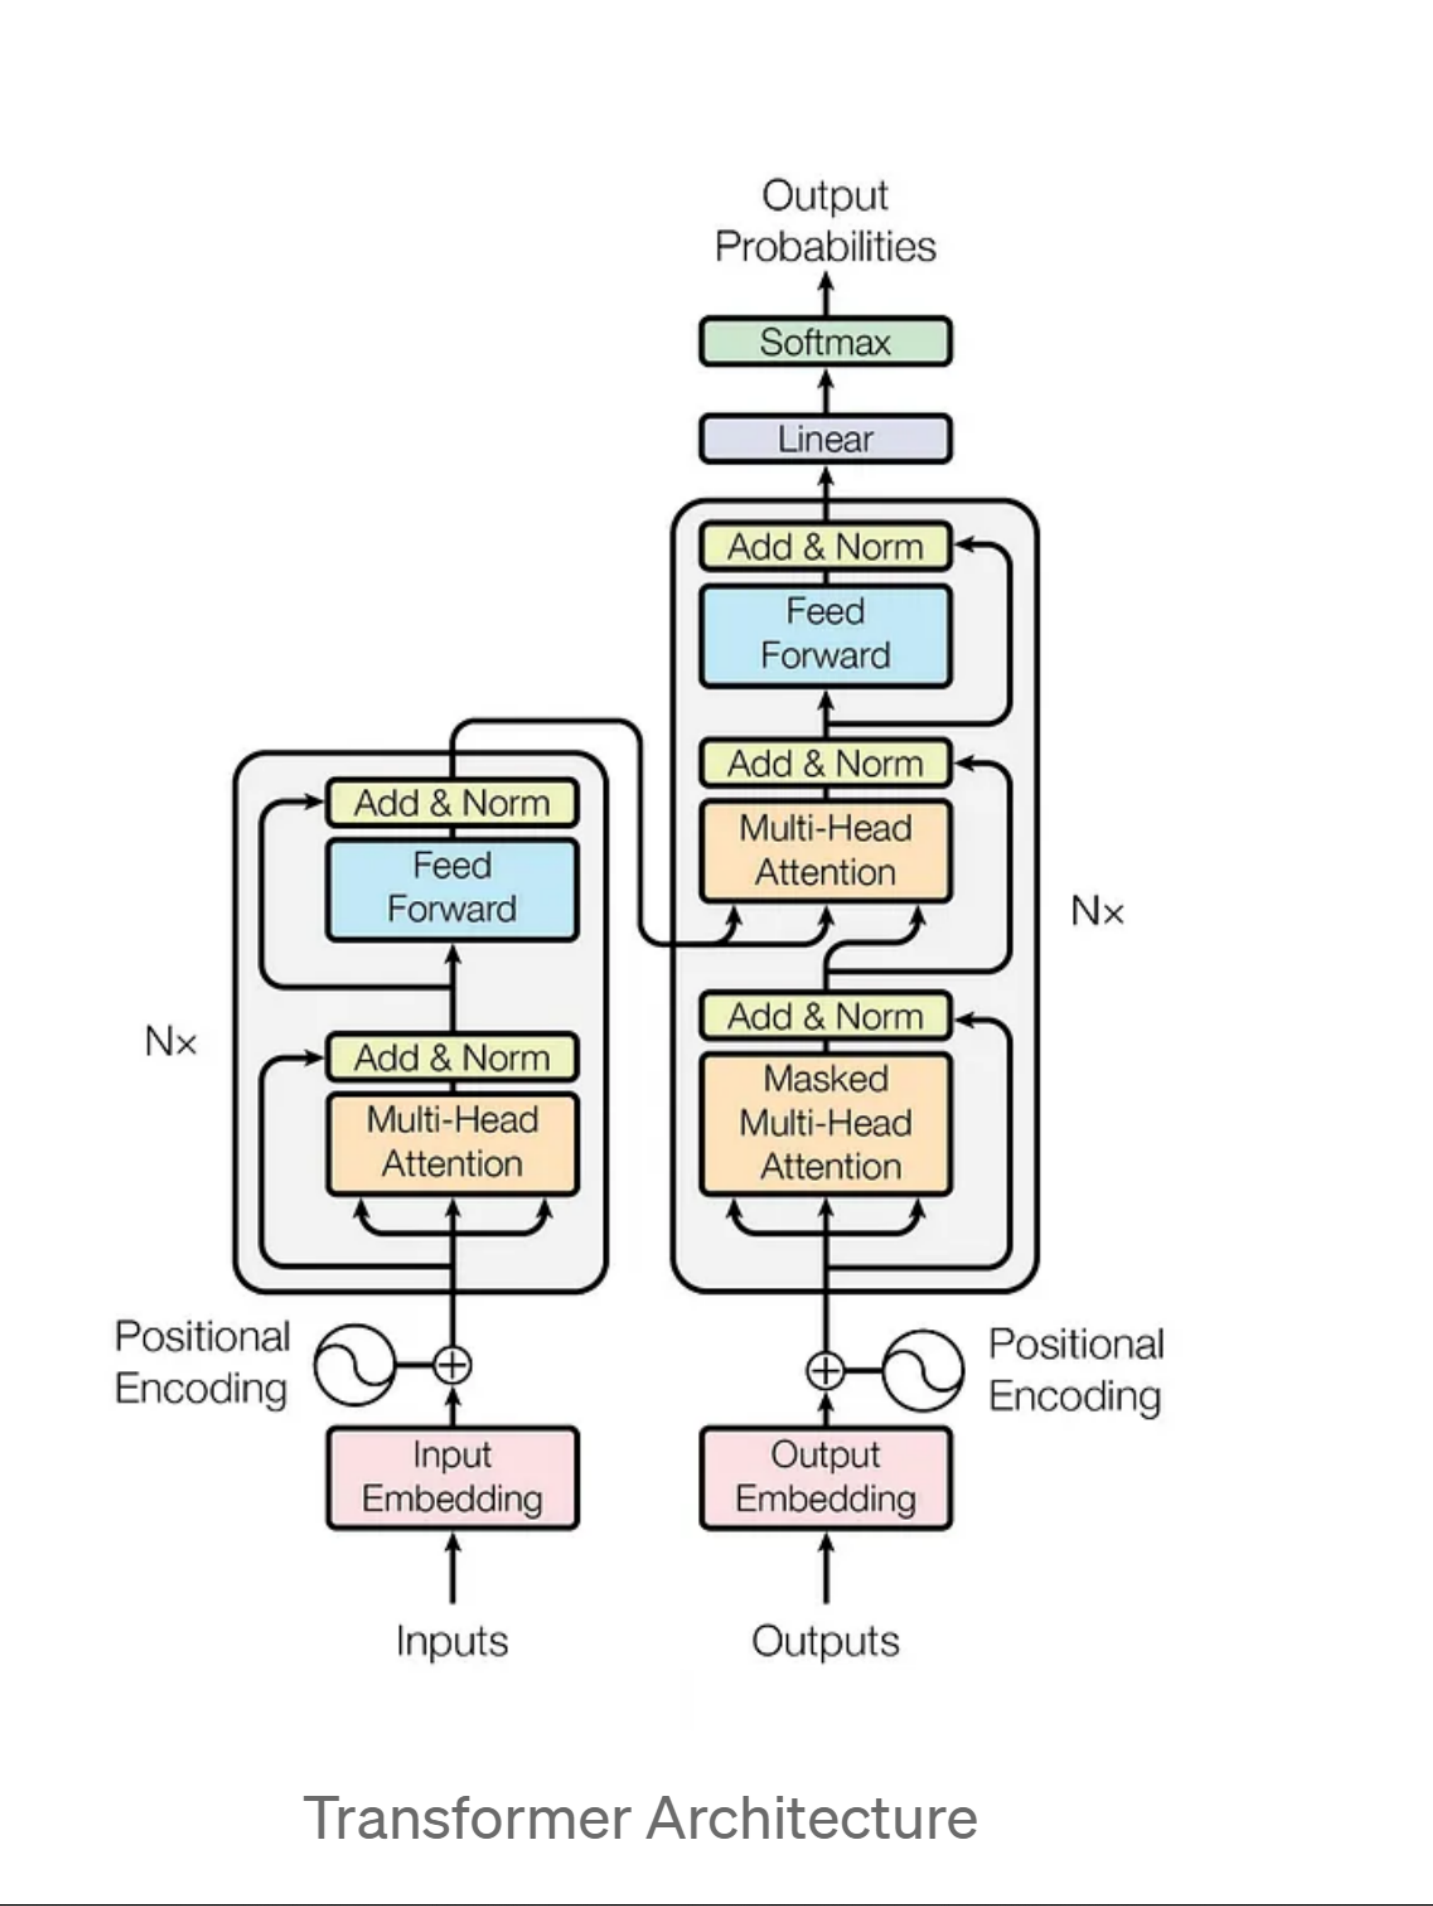 Output
Probabilities
Softmax
Linear
Add & Norm
Feed
Forward
Add & Norm
Multi-Head
Attention
Nx
Add & Norm
Masked
Multi-Head
Attention
Add & Norm
Feed
Forward
Nx
Add & Norm
Multi-Head
Attention
Positional
Encoding
Positional
Encoding
Input
Embedding
Output
Embedding
Inputs
Outputs
Transformer Architecture